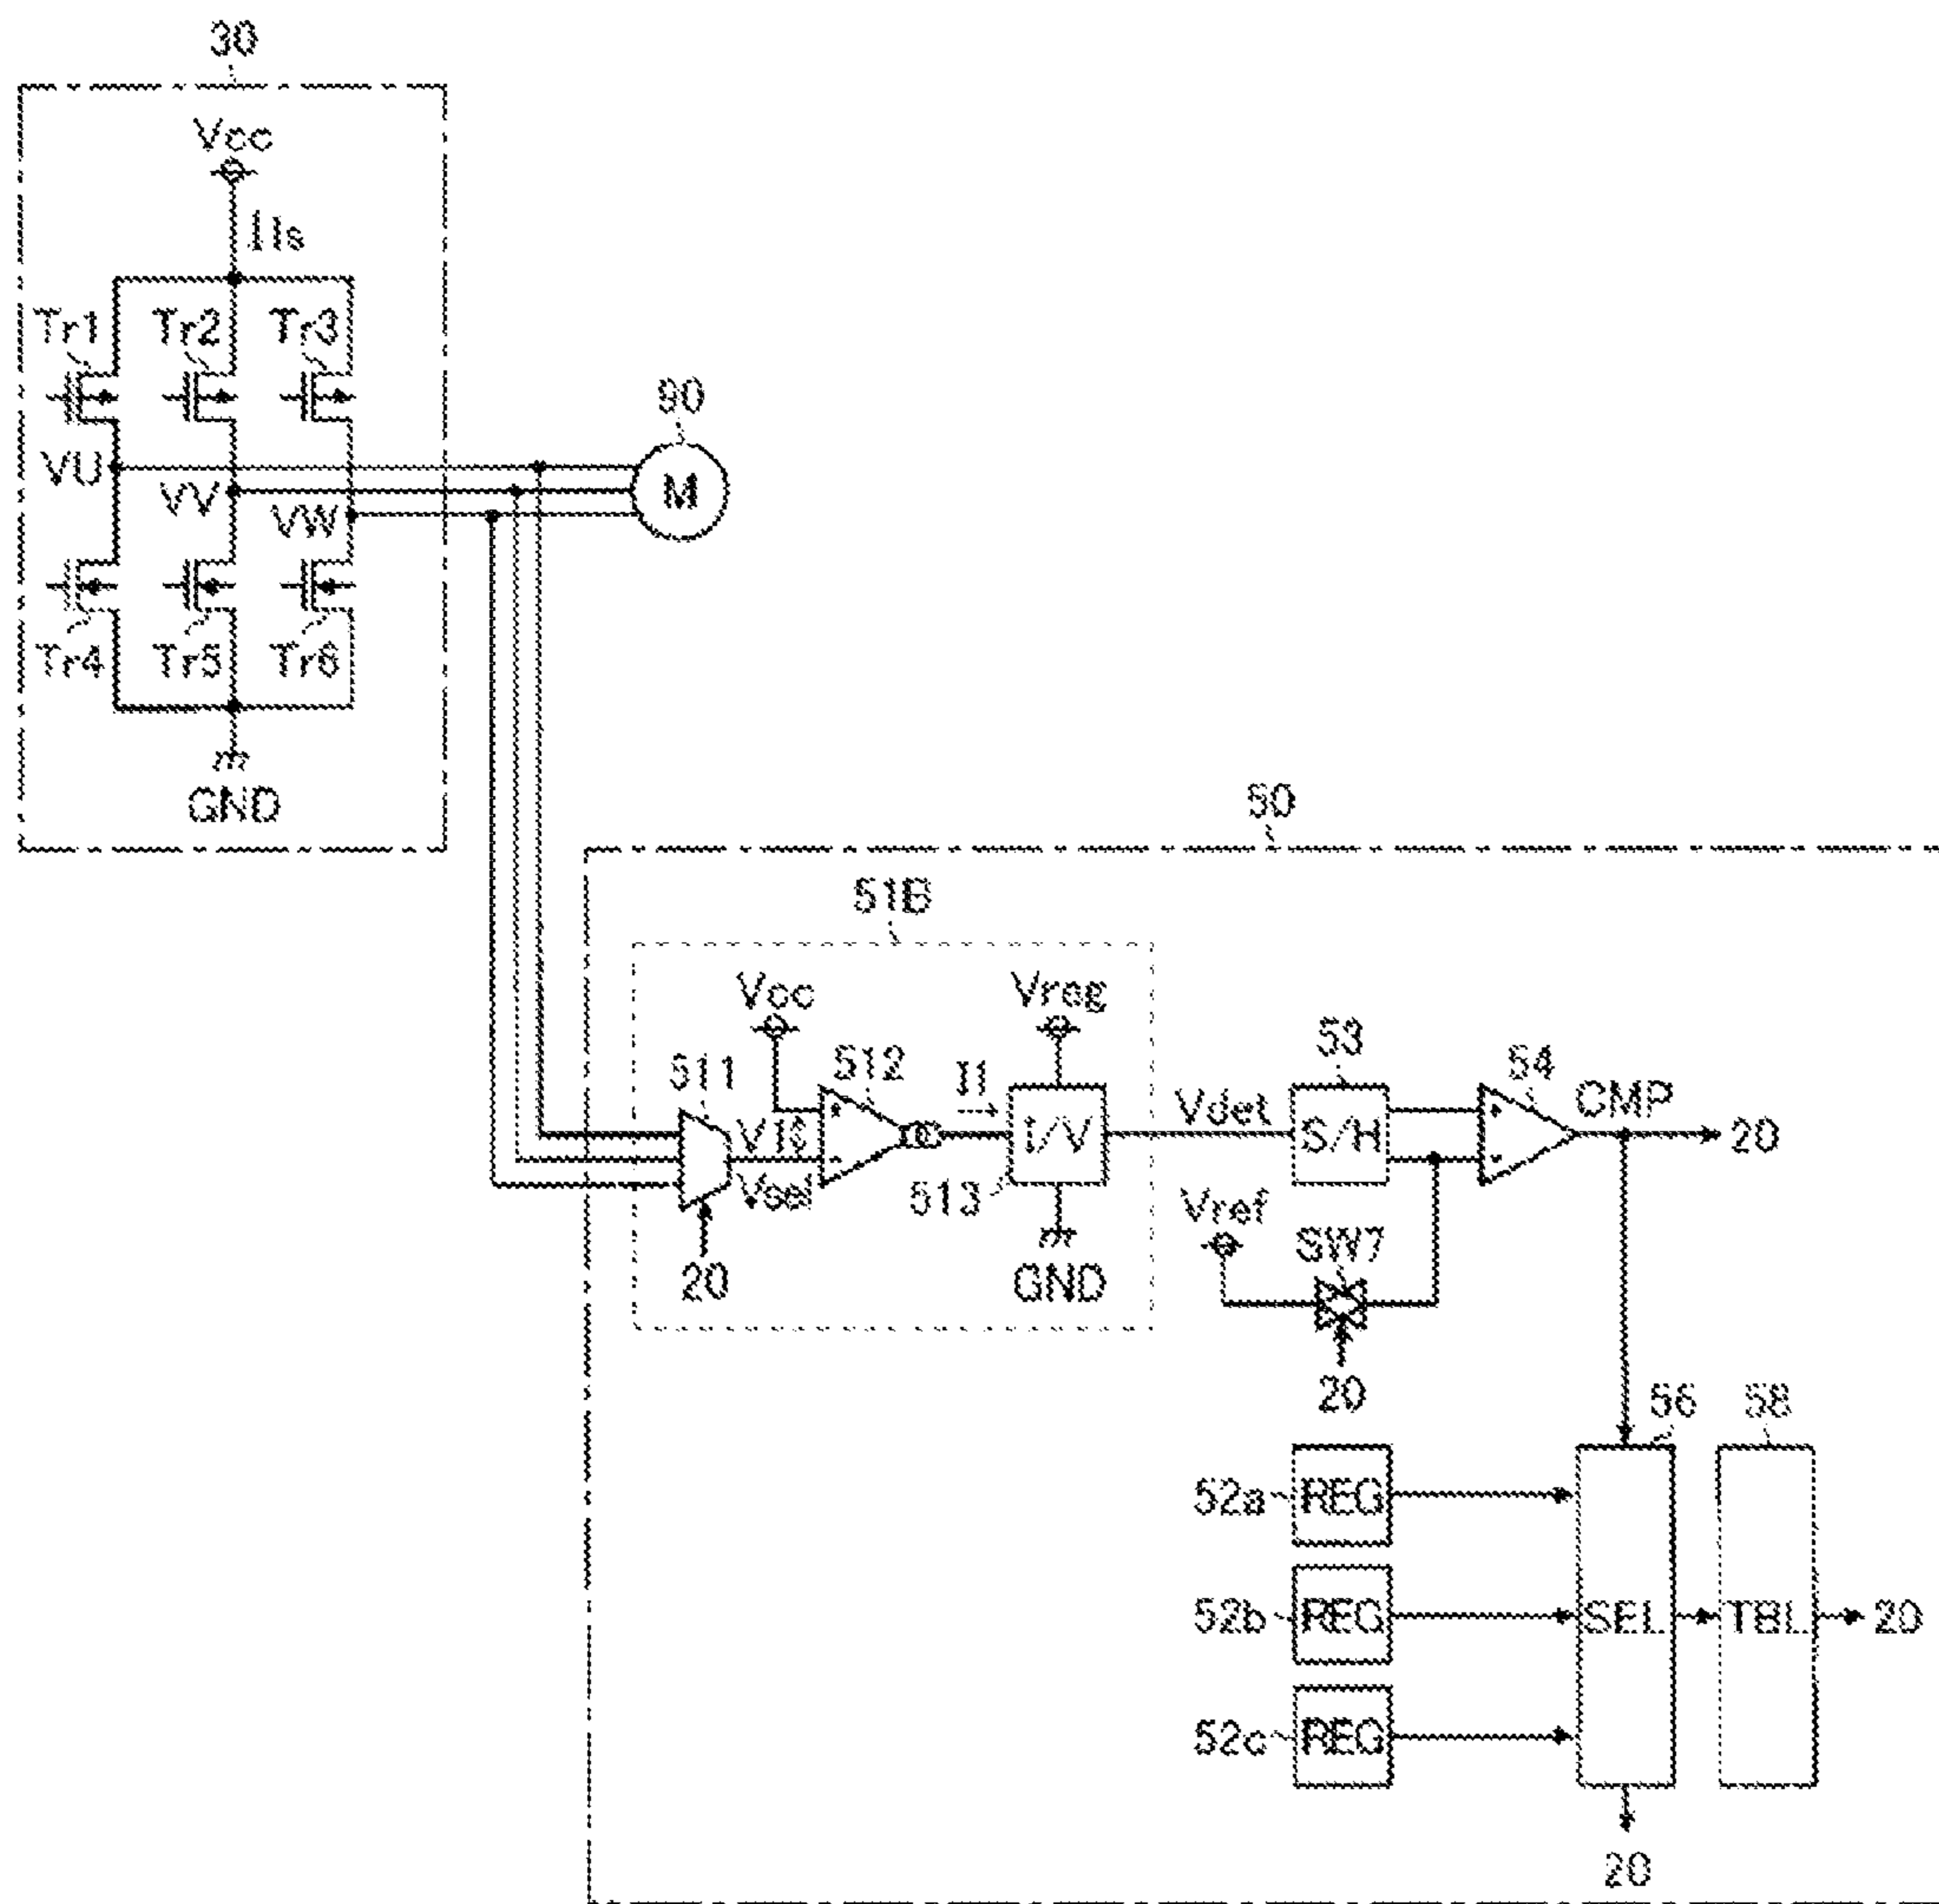 30
Vcc
Is
Tr1
Tr2
Tr3
90
VU
VV
VW
M
Tr4
Tr5
Tr6
GND
50
51B
Vcc
Vreg
511
512
I1
53
54
CMP
V1
Vsel
I/V
Vdet
S/H
20
513
Vref
SW7
20
GND
20
56
58
52a
REG
52b
REG
SEL
TBL
20
52c
REG
20